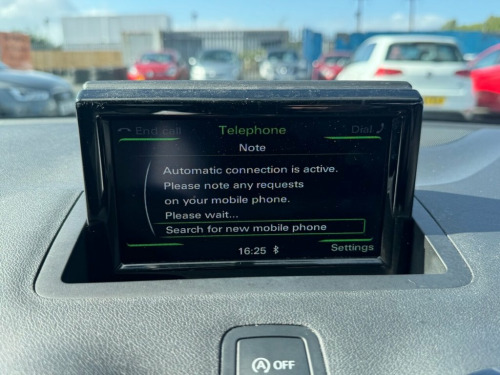 End call Telephone Dial
Note
Automatic connection is active.
Please note any requests
on your mobile phone.
Please wait...
Search for new mobile phone
16:25 Settings
A OFF